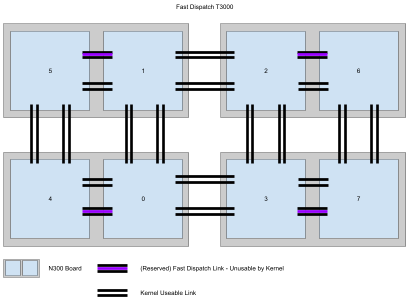 Fast Dispatch T3000
5 1 2 6
4 0 3 7
N300 Board
(Reserved) Fast Dispatch Link - Unusable by Kernel
Kernel Useable Link